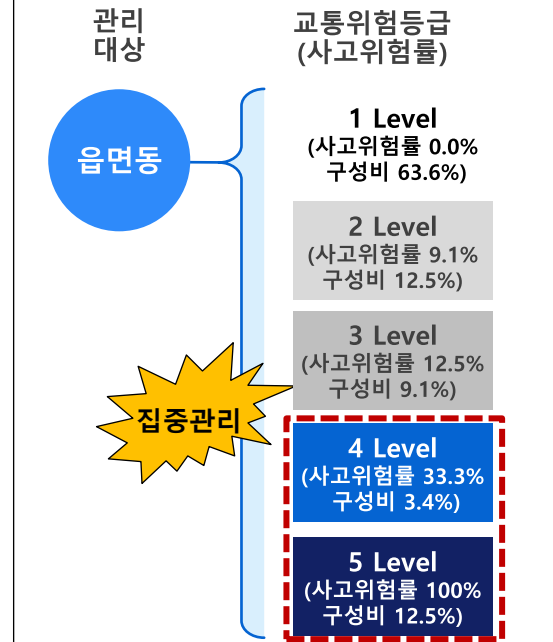 관리
대상
교통위험등급
(사고위험률)
읍면동
1 Level
(사고위험률 0.0%
구성비 63.6%)
2 Level
(사고위험률 9.1%
구성비 12.5%)
3 Level
(사고위험률 12.5%
구성비 9.1%)
집중관리
4 Level
(사고위험률 33.3%
구성비 3.4%)
5 Level
(사고위험률 100%
구성비 12.5%)